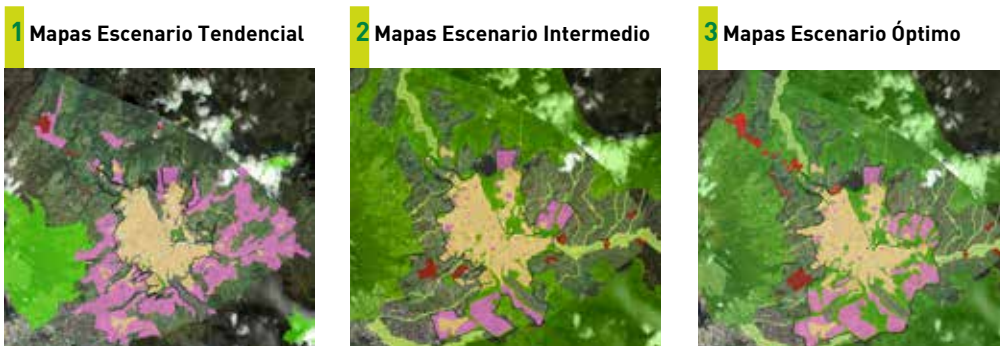 1 Mapas Escenario Tendencial
2 Mapas Escenario Intermedio
3 Mapas Escenario Óptimo